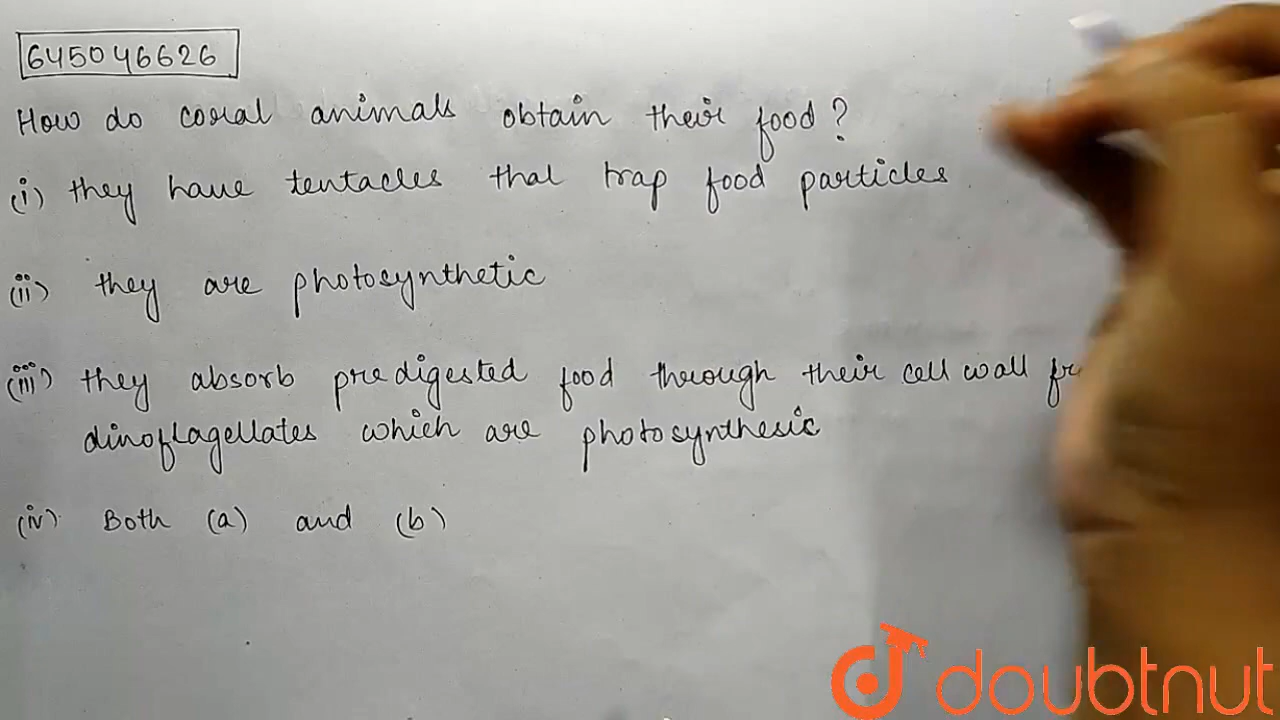 645046626
How do coral animals obtain their food?
(i) they have tentacles that trap food particles
(ii) they are photosynthetic
(iii) they absorb predigested food through their cell wall
dinoflagellates which are photosynthesic
(iv) Both (a) and (b)
doubtnut